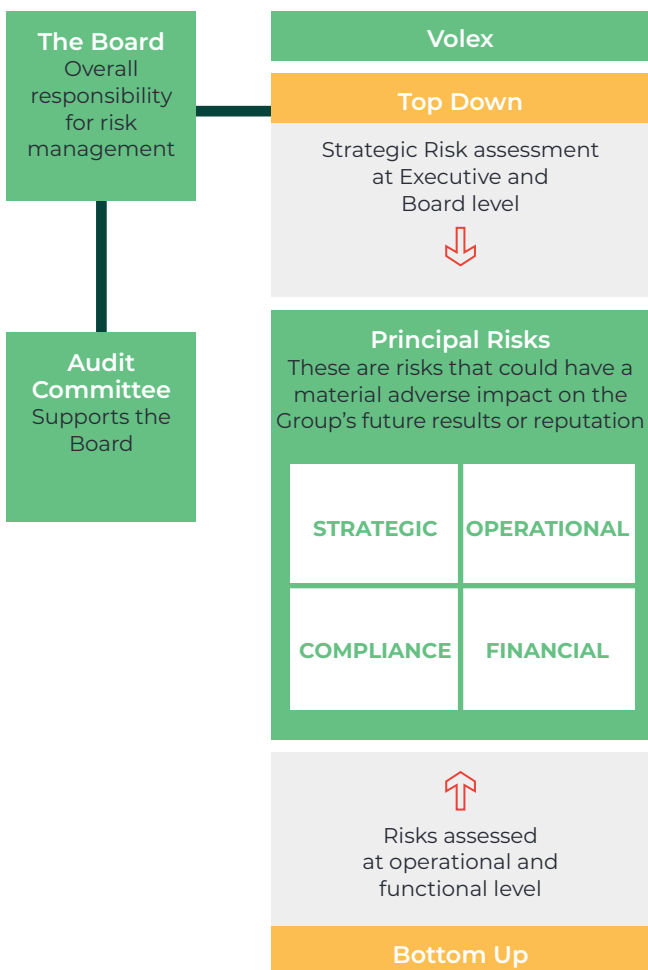 The Board
Overall
responsibility
for risk
management
Audit
Committee
Supports the
Board
Volex
Top Down
Strategic Risk assessment
at Executive and
Board level
Principal Risks
These are risks that could have a
material adverse impact on the
Group’s future results or reputation
STRATEGIC
OPERATIONAL
COMPLIANCE
FINANCIAL
Risks assessed
at operational and
functional level
Bottom Up